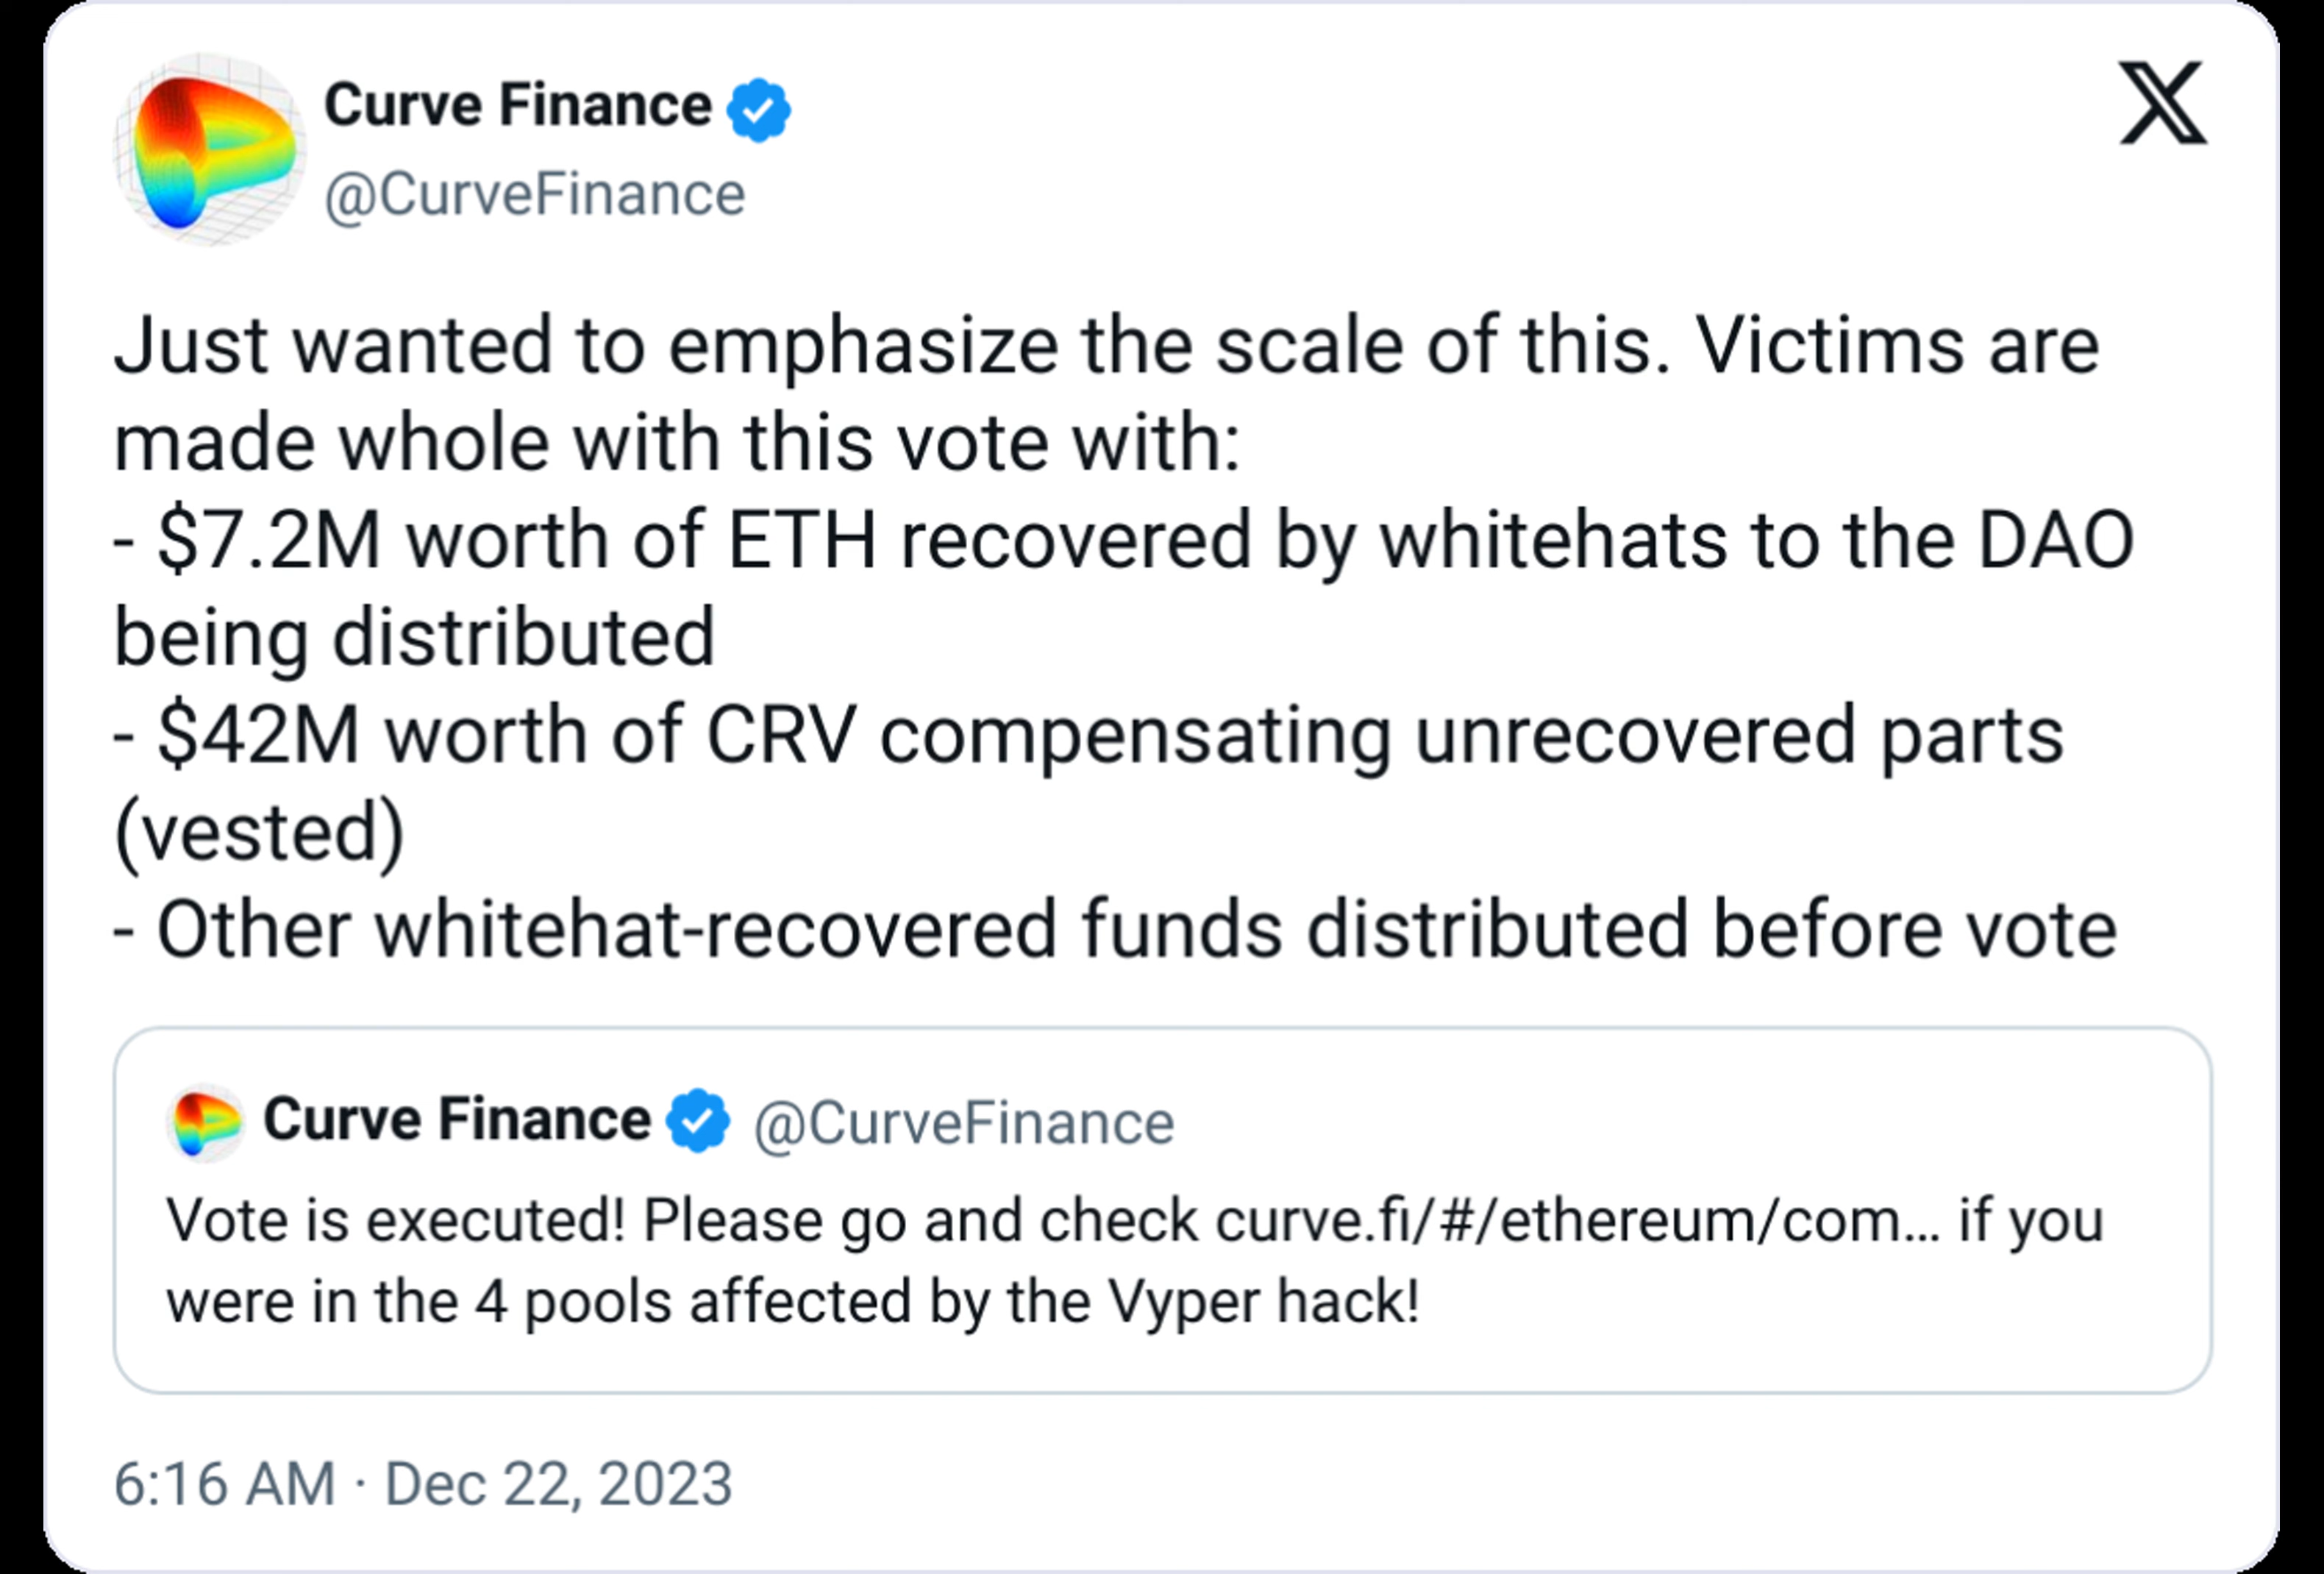 Curve Finance
@CurveFinance
Just wanted to emphasize the scale of this. Victims are
made whole with this vote with:
- $7.2M worth of ETH recovered by whitehats to the DAO
being distributed
- $42M worth of CRV compensating unrecovered parts
(vested)
- Other whitehat-recovered funds distributed before vote
Curve Finance @CurveFinance
Vote is executed! Please go and check curve.fi/#/ethereum/com… if you
were in the 4 pools affected by the Vyper hack!
6:16 AM · Dec 22, 2023